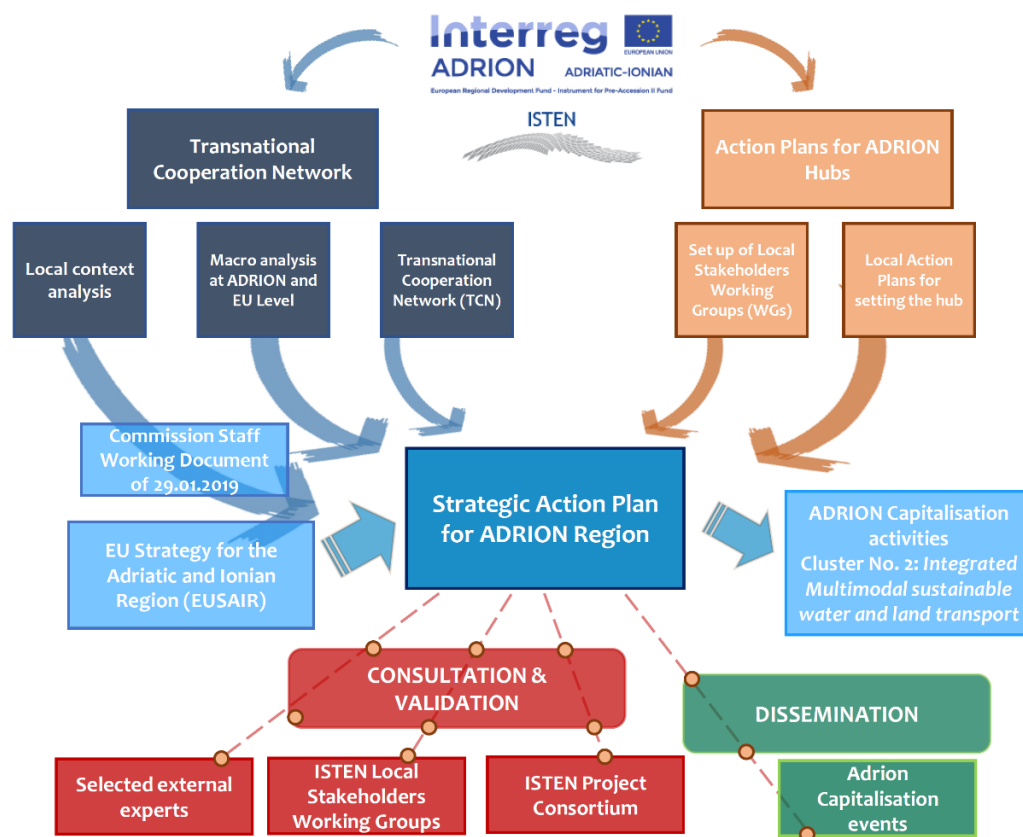 Interreg
EUROPEAN UNION
ADRION ADRIATIC-IONIAN
European Regional Development Fund - Instrument for Pre-Accession II Fund
ISTEN
Transnational
Cooperation Network
Action Plans for ADRION
Hubs
Local context
analysis
Macro analysis
at ADRION and
EU Level
Transnational
Cooperation
Network (TCN)
Set up of Local
Stakeholders
Working
Groups (WGs)
Local Action
Plans for
setting the hub
Commission Staff
Working Document
of 29.01.2019
EU Strategy for the
Adriatic and Ionian
Region (EUSAIR)
Strategic Action Plan
for ADRION Region
ADRION Capitalisation
activities
Cluster No. 2: Integrated
Multimodal sustainable
water and land transport
CONSULTATION &
VALIDATION
DISSEMINATION
Selected external
experts
ISTEN Local
Stakeholders
Working Groups
ISTEN Project
Consortium
Adrion
Capitalisation
events